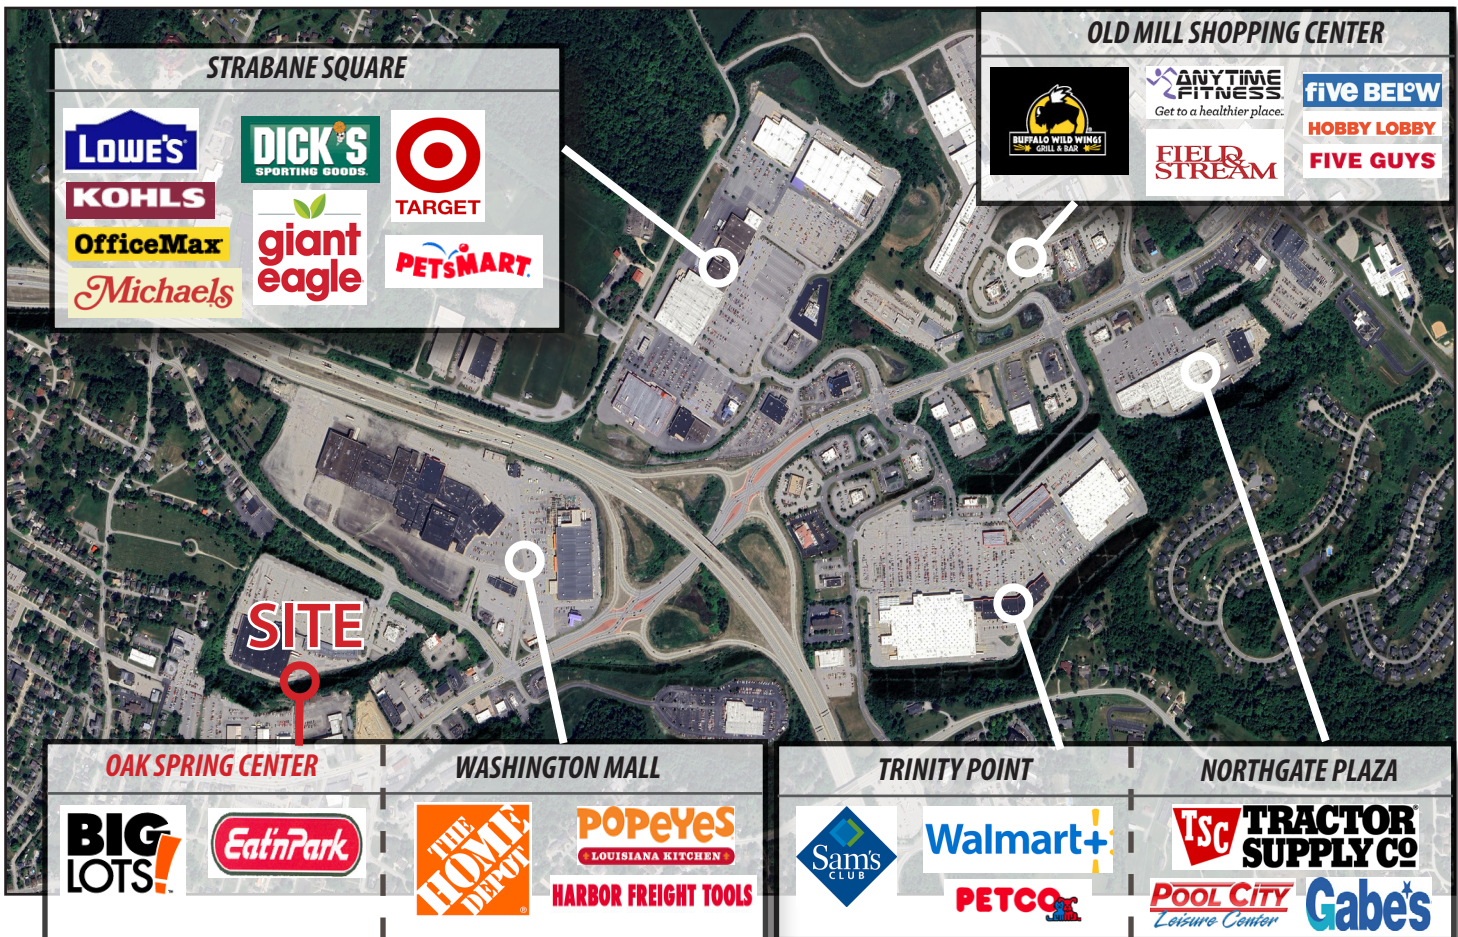 STRABANE SQUARE
LOWE'S
KOHLS
OfficeMax
Michaels
DICK'S
SPORTING GOODS.
giant
eagle
TARGET
PETSMART.
OLD MILL SHOPPING CENTER
BUFFALO WILD WINGS
GRILL & BAR
ANYTIME
FITNESS
Get to a healthier place.
FIELD &
STREAM
five BELOW
HOBBY LOBBY
FIVE GUYS
SITE
OAK SPRING CENTER
BIG
LOTS!
Eat'nPark
WASHINGTON MALL
THE
HOME
DEPOT
POPEYES
LOUISIANA KITCHEN
HARBOR FREIGHT TOOLS
TRINITY POINT
Sam's
CLUB
Walmart+
PETCO
NORTHGATE PLAZA
TSC
TRACTOR
SUPPLY CO
POOL CITY
Leisure Center
Gabe's